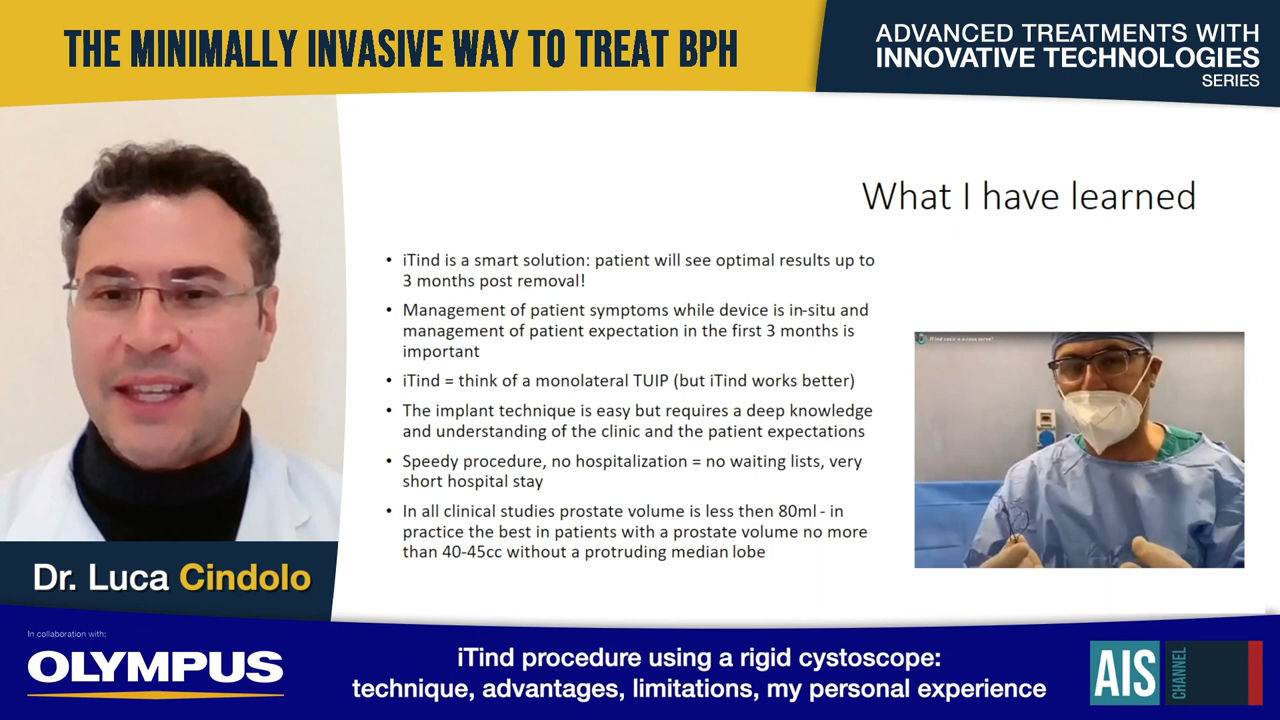 THE MINIMALLY INVASIVE WAY TO TREAT BPH
ADVANCED TREATMENTS WITH
INNOVATIVE TECHNOLOGIES
SERIES
What I have learned
• iTind is a smart solution: patient will see optimal results up to
3 months post removal!
• Management of patient symptoms while device is in-situ and
management of patient expectation in the first 3 months is
important
• iTind = think of a monolateral TUIP (but iTind works better)
• The implant technique is easy but requires a deep knowledge
and understanding of the clinic and the patient expectations
• Speedy procedure, no hospitalization = no waiting lists, very
short hospital stay
• In all clinical studies prostate volume is less then 80ml - in
practice the best in patients with a prostate volume no more
than 40-45cc without a protruding median lobe
Dr. Luca Cindolo
In collaboration with:
OLYMPUS
iTind procedure using a rigid cystoscope:
technique, advantages, limitations, my personal experience
AIS
CHANNEL